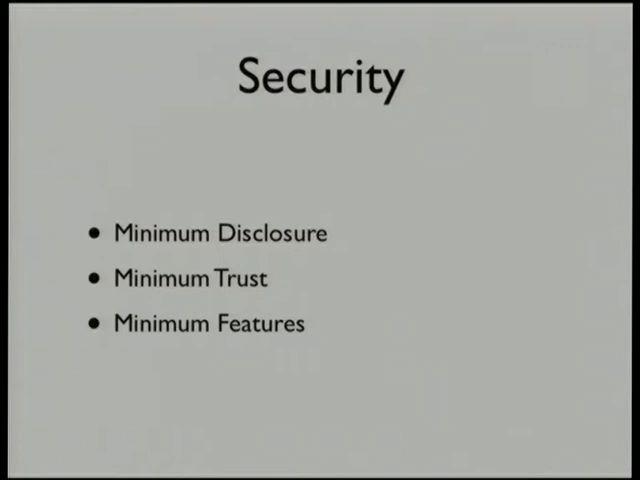 Security
• Minimum Disclosure
• Minimum Trust
• Minimum Features